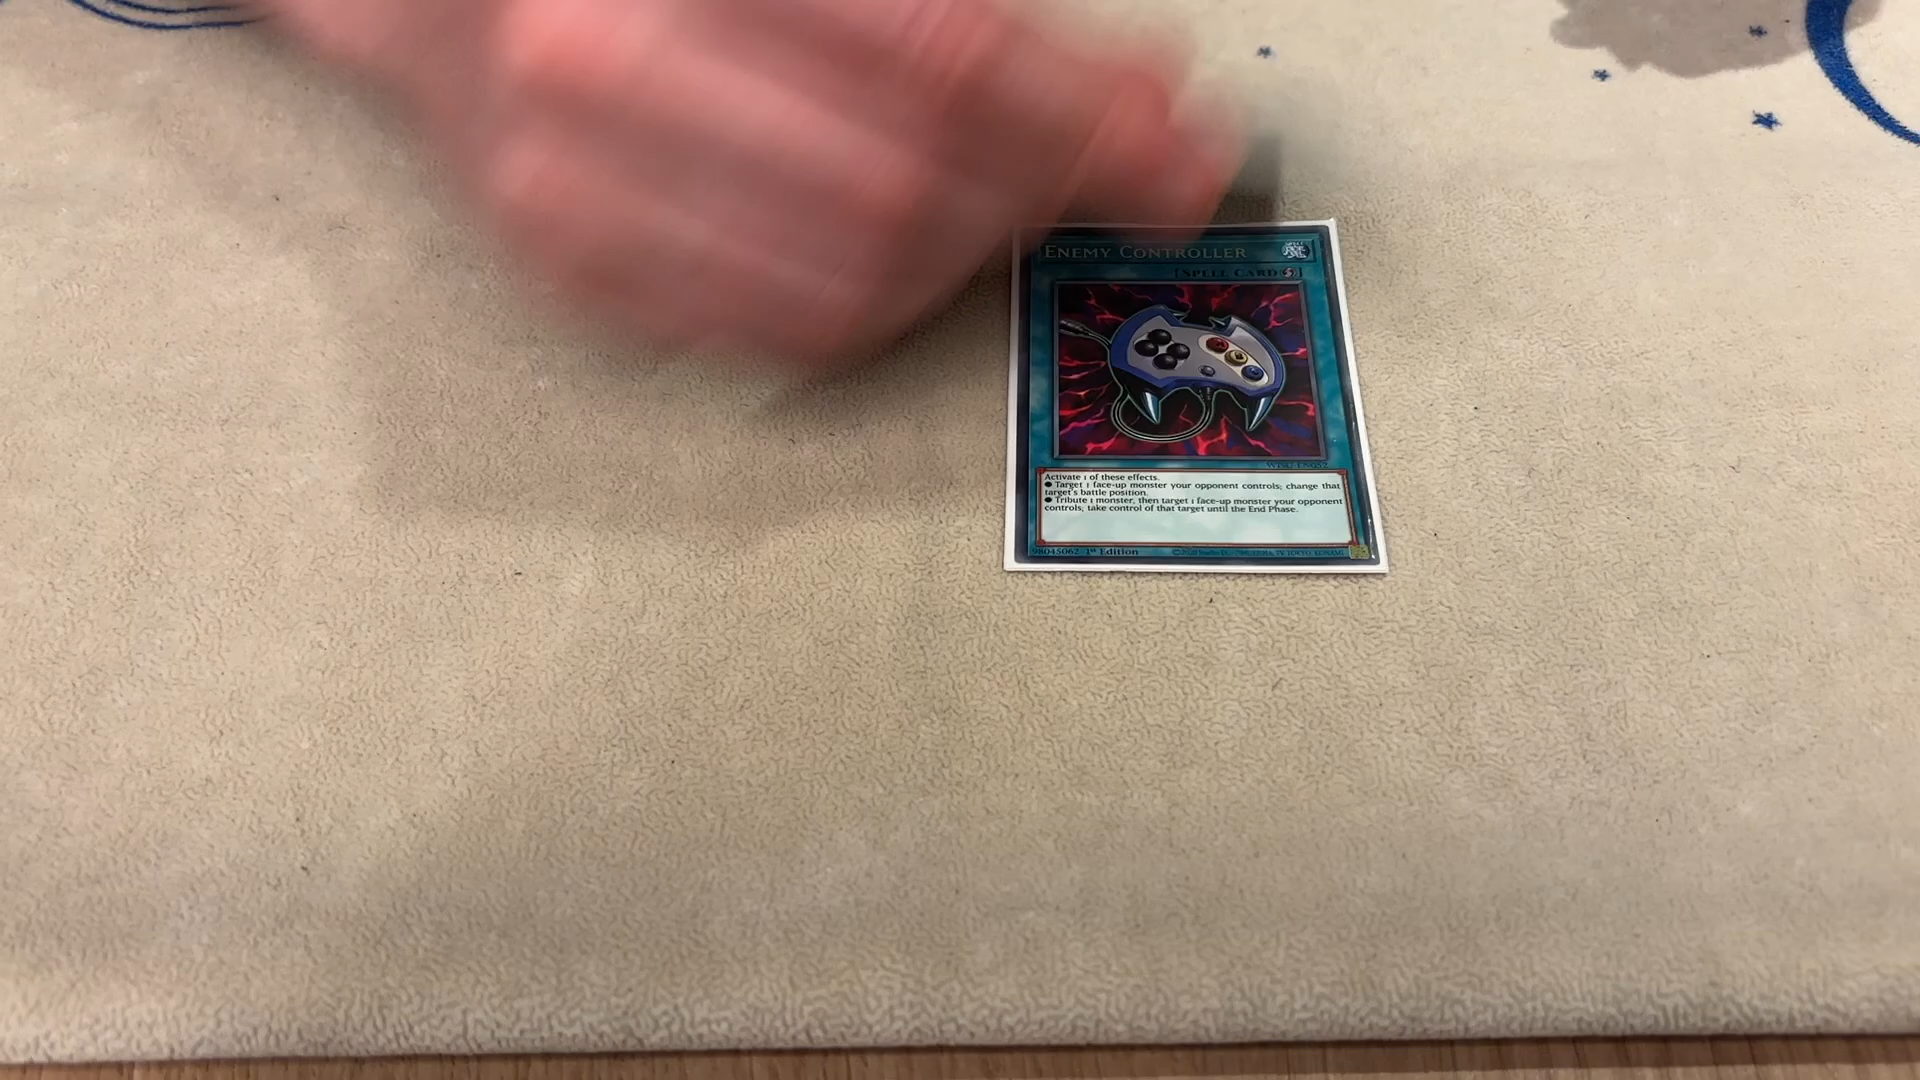 ENEMY CONTROLLER
[SPELL CARD]
Activate 1 of these effects.
● Target 1 face-up monster your opponent controls; change that
target's battle position.
● Tribute 1 monster, then target 1 face-up monster your opponent
controls; take control of that target until the End Phase.
98045062 1st Edition